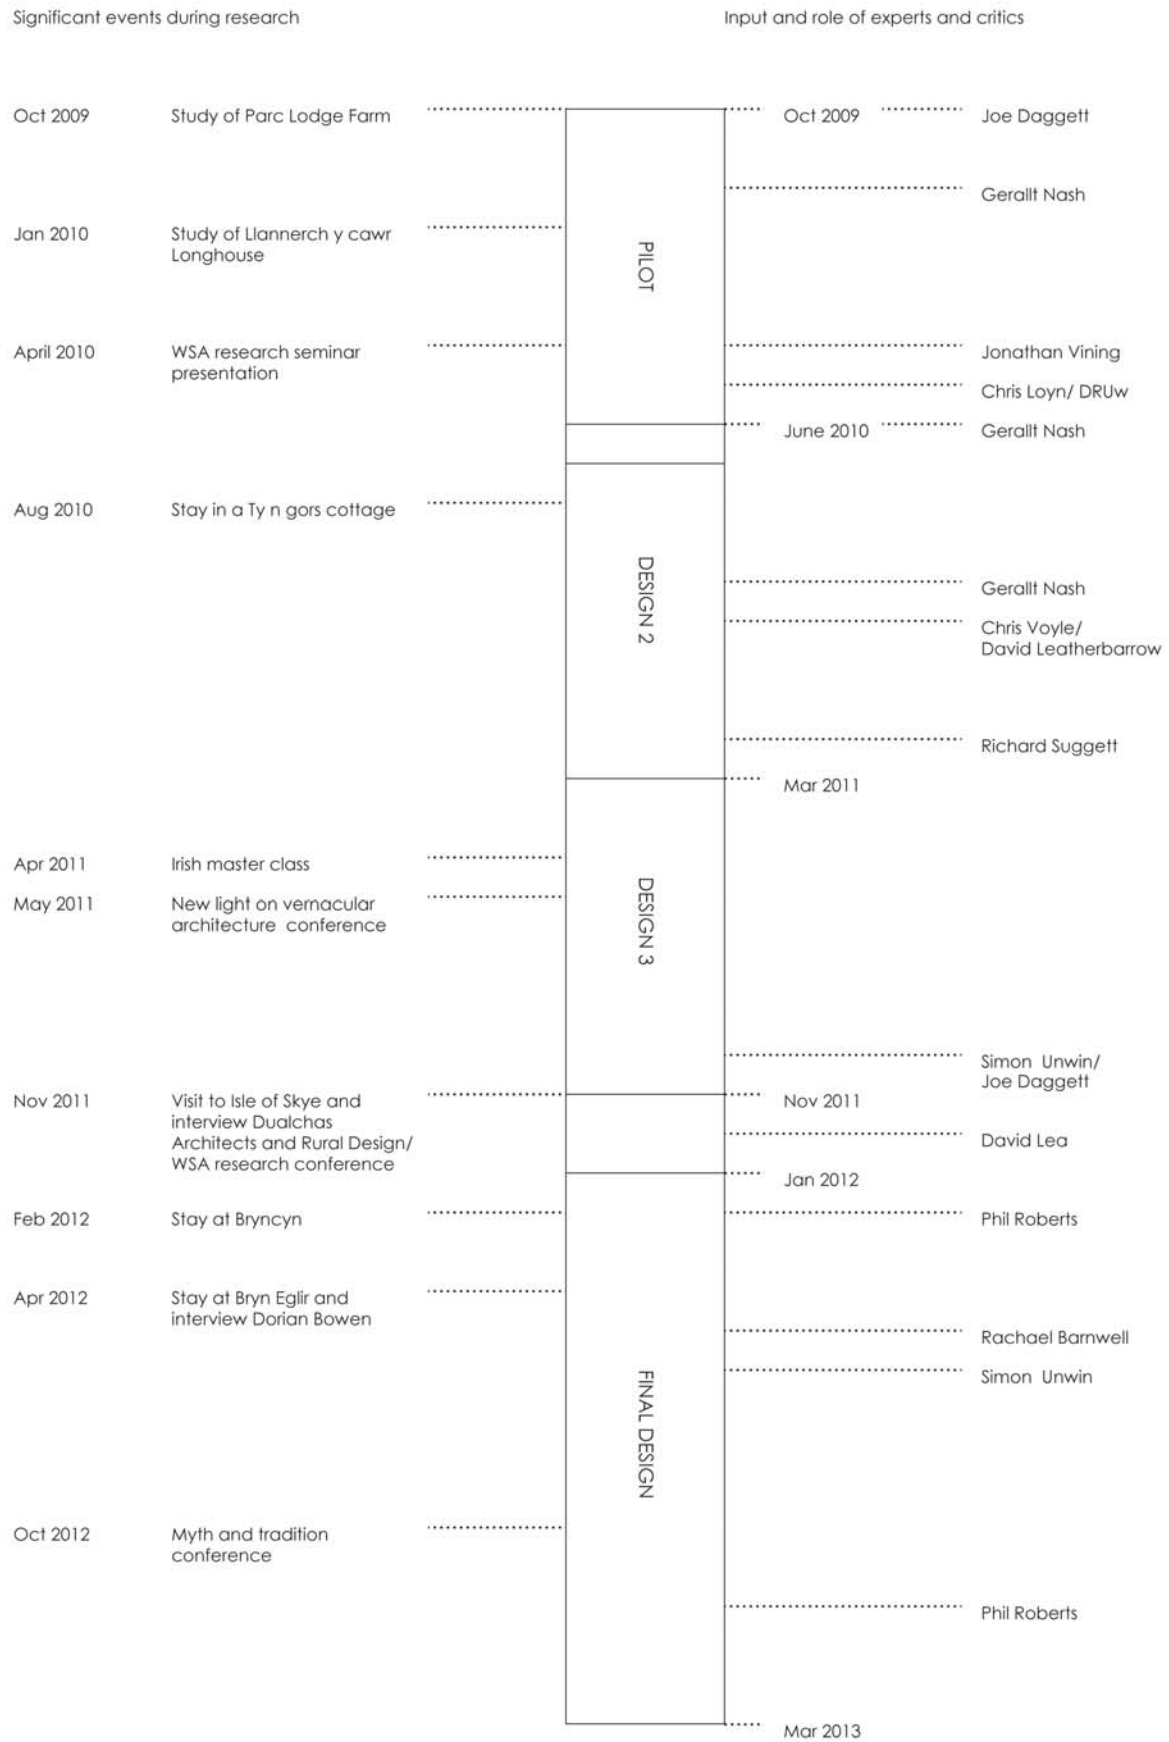 Significant events during research
Input and role of experts and critics
Oct 2009 Study of Parc Lodge Farm
Oct 2009 Joe Daggett
Gerallt Nash
Jan 2010 Study of Llannerch y cawr
Longhouse
PILOT
April 2010 WSA research seminar
presentation
Jonathan Vining
Chris Loyn/ DRUw
June 2010 Gerallt Nash
Aug 2010 Stay in a Ty n gors cottage
DESIGN 2
Gerallt Nash
Chris Voyle/
David Leatherbarrow
Richard Suggett
Mar 2011
Apr 2011 Irish master class
May 2011 New light on vernacular
architecture conference
DESIGN 3
Simon Unwin/
Joe Daggett
Nov 2011 Visit to Isle of Skye and
interview Dualchas
Architects and Rural Design/
WSA research conference
Nov 2011
David Lea
Jan 2012
Feb 2012 Stay at Bryncyn
Phil Roberts
Apr 2012 Stay at Bryn Eglir and
interview Dorian Bowen
Rachael Barnwell
Simon Unwin
FINAL DESIGN
Oct 2012 Myth and tradition
conference
Phil Roberts
Mar 2013